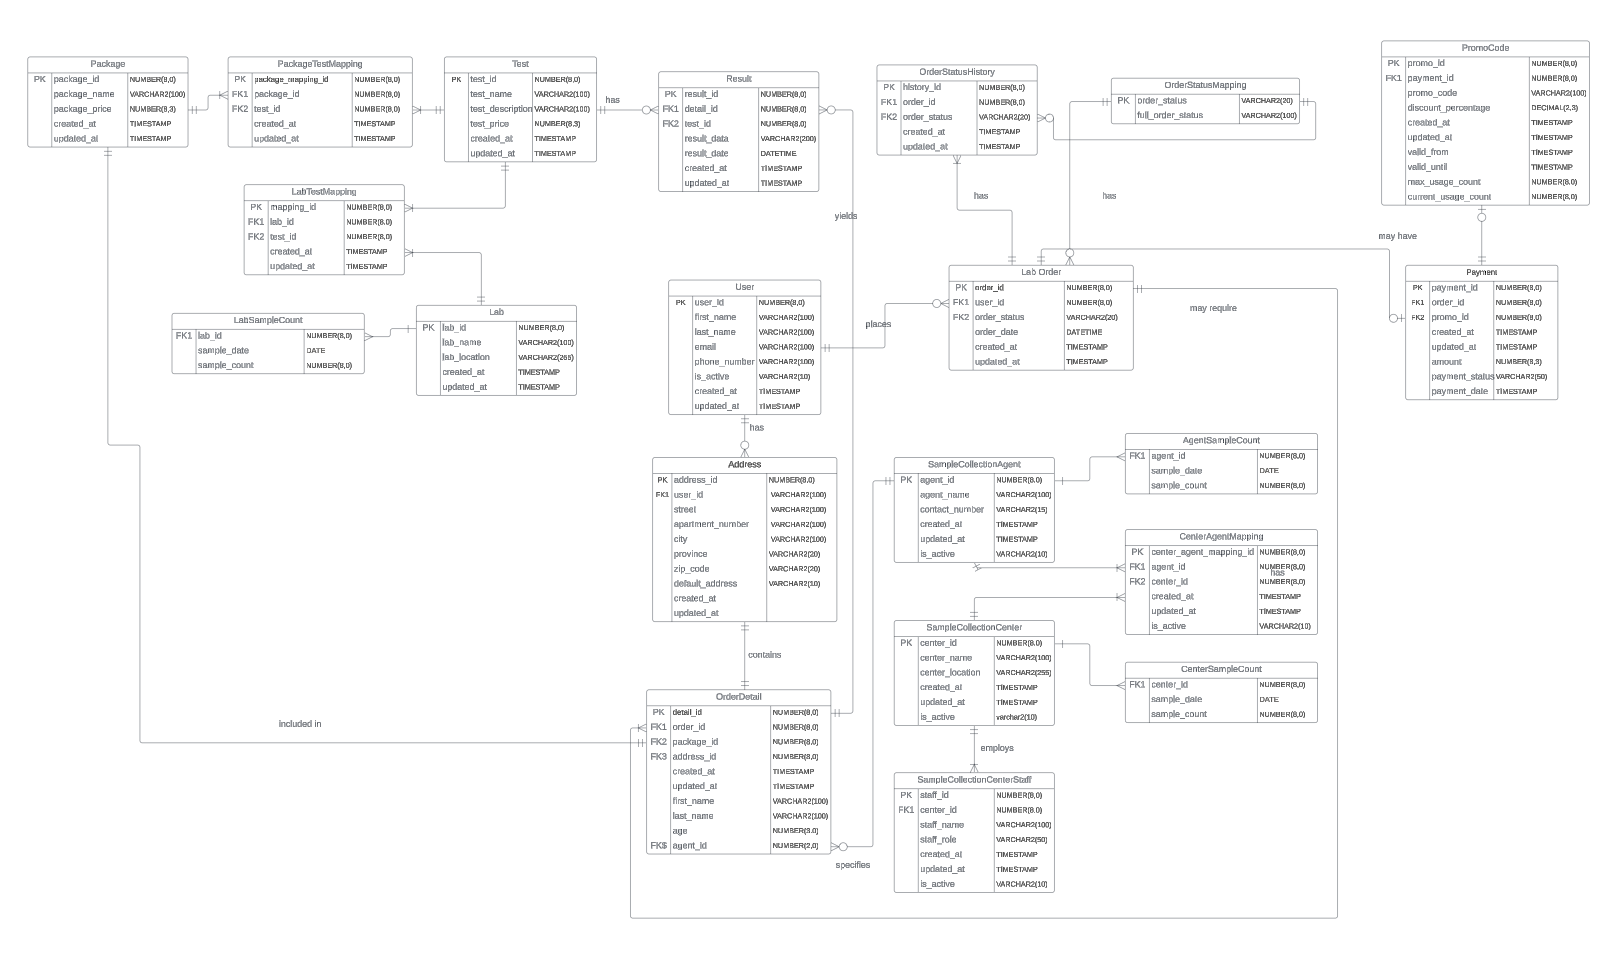 Package
PK package_id NUMBER(8,0)
package_name VARCHAR2(100)
package_price NUMBER(8,3)
created_at TIMESTAMP
updated_at TIMESTAMP
PackageTestMapping
PK package_mapping_id NUMBER(8,0)
FK1 package_id NUMBER(8,0)
FK2 test_id NUMBER(8,0)
created_at TIMESTAMP
updated_at TIMESTAMP
Test
PK test_id NUMBER(8,0)
test_name VARCHAR2(100)
test_description VARCHAR2(100)
test_price NUMBER(8,3)
created_at TIMESTAMP
updated_at TIMESTAMP
has
Result
PK result_id NUMBER(8,0)
FK1 detail_id NUMBER(8,0)
FK2 test_id NUMBER(8,0)
result_data VARCHAR2(200)
result_date DATETIME
created_at TIMESTAMP
updated_at TIMESTAMP
OrderStatusHistory
PK history_id NUMBER(8,0)
FK1 order_id NUMBER(8,0)
FK2 order_status VARCHAR2(20)
created_at TIMESTAMP
updated_at TIMESTAMP
OrderStatusMapping
PK order_status VARCHAR2(20)
full_order_status VARCHAR2(100)
PromoCode
PK promo_id NUMBER(8,0)
FK1 payment_id NUMBER(8,0)
promo_code VARCHAR2(100)
discount_percentage DECIMAL(2,3)
created_at TIMESTAMP
updated_at TIMESTAMP
valid_from TIMESTAMP
valid_until TIMESTAMP
max_usage_count NUMBER(8,0)
current_usage_count NUMBER(8,0)
LabTestMapping
PK mapping_id NUMBER(8,0)
FK1 lab_id NUMBER(8,0)
FK2 test_id NUMBER(8,0)
created_at TIMESTAMP
updated_at TIMESTAMP
yields
has
has
may have
LabSampleCount
FK1 lab_id NUMBER(8,0)
sample_date DATE
sample_count NUMBER(8,0)
Lab
PK lab_id NUMBER(8,0)
lab_name VARCHAR2(100)
lab_location VARCHAR2(255)
created_at TIMESTAMP
updated_at TIMESTAMP
User
PK user_id NUMBER(8,0)
first_name VARCHAR2(100)
last_name VARCHAR2(100)
email VARCHAR2(100)
phone_number VARCHAR2(100)
is_active VARCHAR2(10)
created_at TIMESTAMP
updated_at TIMESTAMP
places
Lab Order
PK order_id NUMBER(8,0)
FK1 user_id NUMBER(8,0)
FK2 order_status VARCHAR2(20)
order_date DATETIME
created_at TIMESTAMP
updated_at TIMESTAMP
may require
Payment
PK payment_id NUMBER(8,0)
FK1 order_id NUMBER(8,0)
FK2 promo_id NUMBER(8,0)
created_at TIMESTAMP
updated_at TIMESTAMP
amount NUMBER(8,3)
payment_status VARCHAR2(50)
payment_date TIMESTAMP
has
Address
PK address_id NUMBER(8,0)
FK1 user_id VARCHAR2(100)
street VARCHAR2(100)
apartment_number VARCHAR2(100)
city VARCHAR2(100)
province VARCHAR2(20)
zip_code VARCHAR2(20)
default_address VARCHAR2(10)
created_at
updated_at
SampleCollectionAgent
PK agent_id NUMBER(8,0)
agent_name VARCHAR2(100)
contact_number VARCHAR2(15)
created_at TIMESTAMP
updated_at TIMESTAMP
is_active VARCHAR2(10)
AgentSampleCount
FK1 agent_id NUMBER(8,0)
sample_date DATE
sample_count NUMBER(8,0)
CenterAgentMapping
PK center_agent_mapping_id NUMBER(8,0)
FK1 agent_id NUMBER(8,0)
has
FK2 center_id NUMBER(8,0)
created_at TIMESTAMP
updated_at TIMESTAMP
is_active VARCHAR2(10)
contains
SampleCollectionCenter
PK center_id NUMBER(8,0)
center_name VARCHAR2(100)
center_location VARCHAR2(255)
created_at TIMESTAMP
updated_at TIMESTAMP
is_active varchar2(10)
CenterSampleCount
FK1 center_id NUMBER(8,0)
sample_date DATE
sample_count NUMBER(8,0)
included in
OrderDetail
PK detail_id NUMBER(8,0)
FK1 order_id NUMBER(8,0)
FK2 package_id NUMBER(8,0)
FK3 address_id NUMBER(8,0)
created_at TIMESTAMP
updated_at TIMESTAMP
first_name VARCHAR2(100)
last_name VARCHAR2(100)
age NUMBER(3,0)
FK$ agent_id NUMBER(2,0)
specifies
employs
SampleCollectionCenterStaff
PK staff_id NUMBER(8,0)
FK1 center_id NUMBER(8,0)
staff_name VARCHAR2(100)
staff_role VARCHAR2(50)
created_at TIMESTAMP
updated_at TIMESTAMP
is_active VARCHAR2(10)